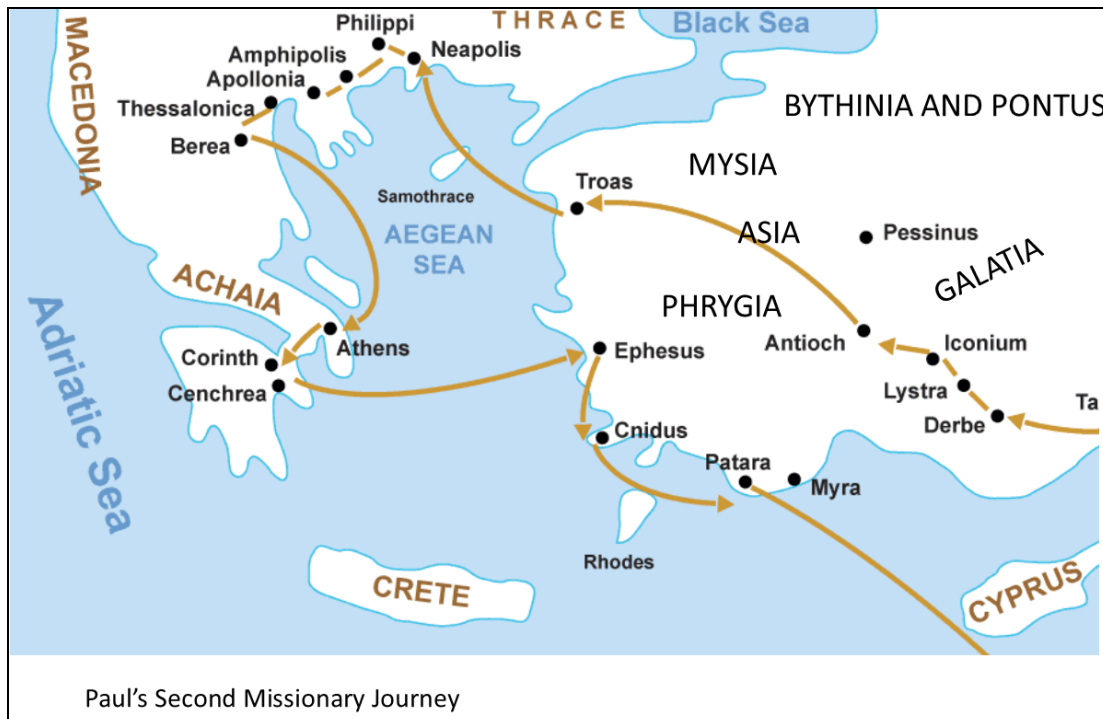 THRACE
Black Sea
Philippi
Neapolis
Amphipolis
Apollonia
MACEDONIA
Thessalonica
Berea
BYTHINIA AND PONTUS
MYSIA
Troas
Samothrace
AEGEAN
SEA
ASIA
Pessinus
GALATIA
ACHAIA
PHRYGIA
Adriatic Sea
Athens
Corinth
Cenchrea
Ephesus
Antioch
Iconium
Lystra
Derbe
Ta
Cnidus
Patara
Myra
Rhodes
CRETE
CYPRUS
Paul's Second Missionary Journey